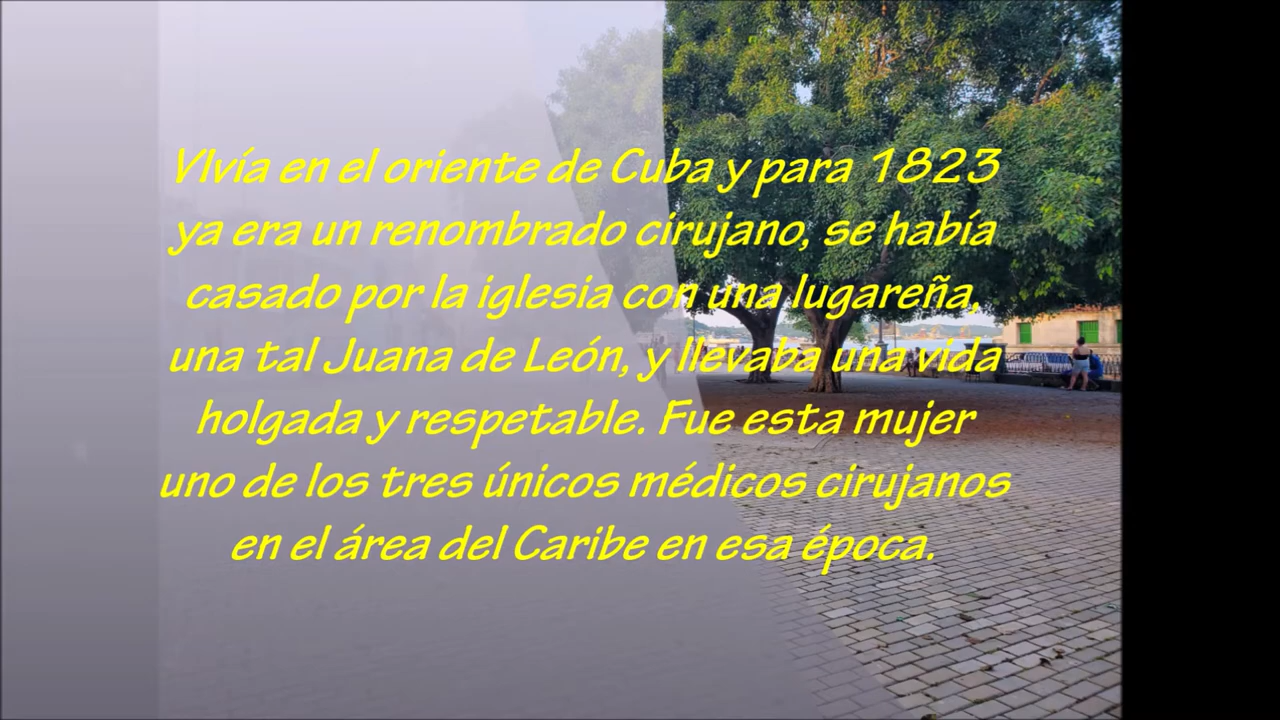 VIvía en el oriente de Cuba y para 1823
ya era un renombrado cirujano, se había
casado por la iglesia con una lugareña,
una tal Juana de León, y llevaba una vida
holgada y respetable. Fue esta mujer
uno de los tres únicos médicos cirujanos
en el área del Caribe en esa época.